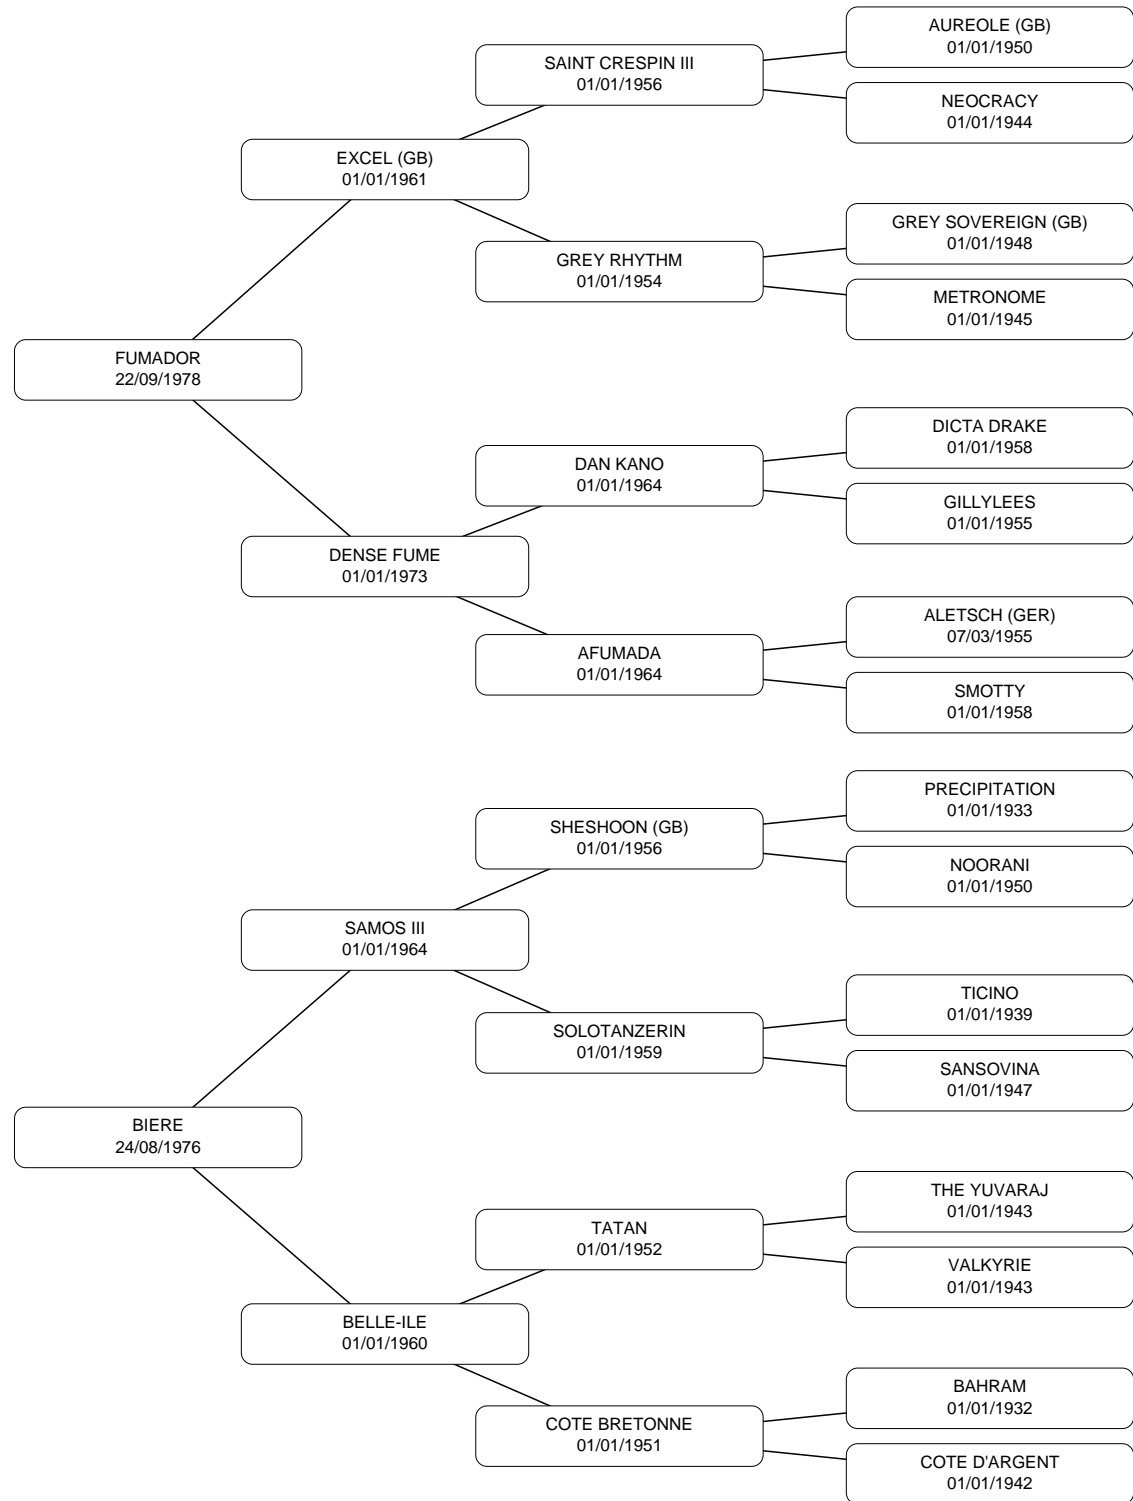 AUREOLE (GB)
01/01/1950
SAINT CRESPIN III
01/01/1956
NEOCRACY
01/01/1944
EXCEL (GB)
01/01/1961
GREY SOVEREIGN (GB)
01/01/1948
GREY RHYTHM
01/01/1954
METRONOME
01/01/1945
FUMADOR
22/09/1978
DICTA DRAKE
01/01/1958
DAN KANO
01/01/1964
GILLYLEES
01/01/1955
DENSE FUME
01/01/1973
ALETSCH (GER)
07/03/1955
AFUMADA
01/01/1964
SMOTTY
01/01/1958
PRECIPITATION
01/01/1933
SHESHOON (GB)
01/01/1956
NOORANI
01/01/1950
SAMOS III
01/01/1964
TICINO
01/01/1939
SOLOTANZERIN
01/01/1959
SANSOVINA
01/01/1947
BIERE
24/08/1976
THE YUVARAJ
01/01/1943
TATAN
01/01/1952
VALKYRIE
01/01/1943
BELLE-ILE
01/01/1960
BAHRAM
01/01/1932
COTE BRETONNE
01/01/1951
COTE D'ARGENT
01/01/1942